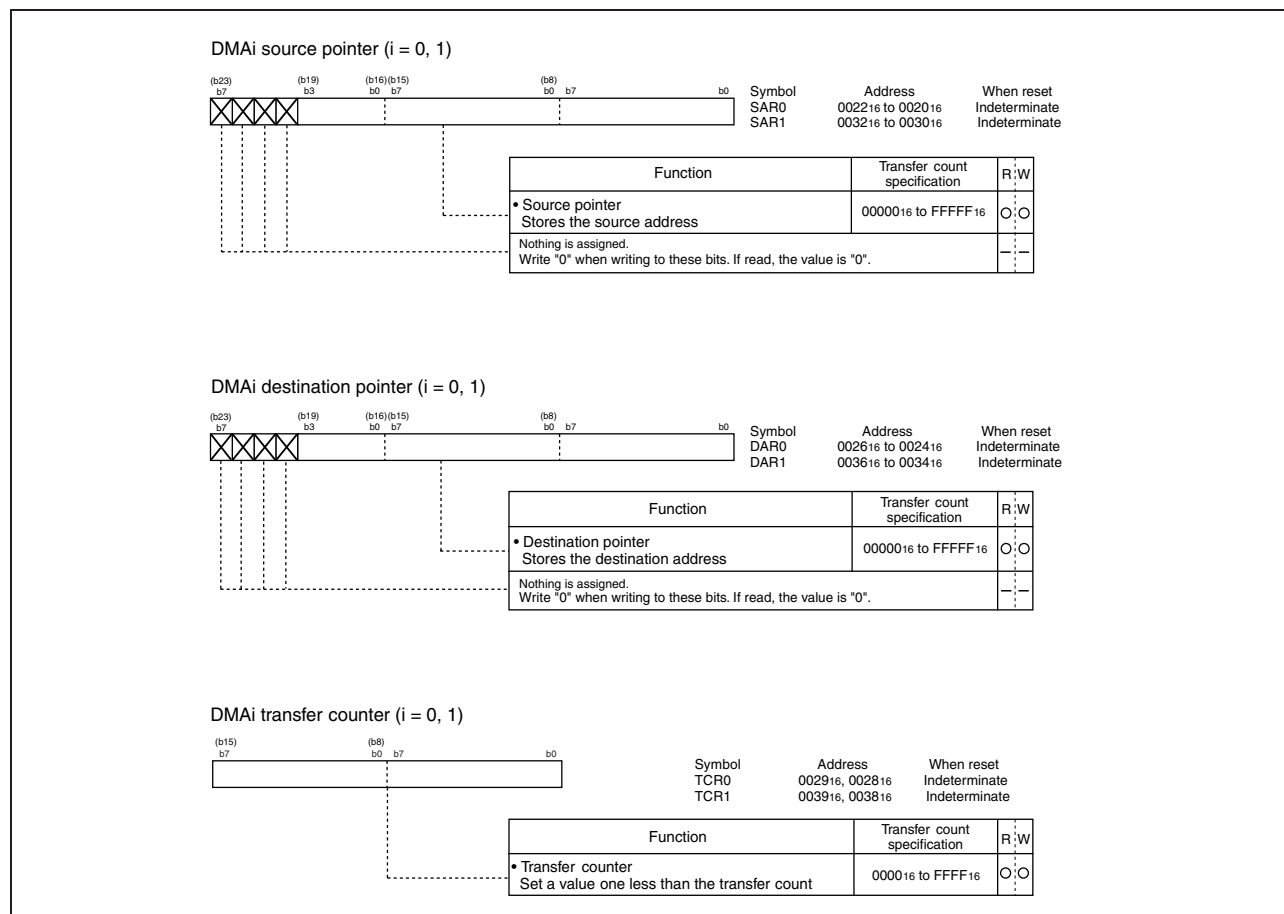 DMAi source pointer (i = 0, 1)
(b23) (b19) (b16)(b15) (b8)
b7 b3 b0 b7 b0 b7 b0
Symbol Address When reset
SAR0 002216 to 002016 Indeterminate
SAR1 003216 to 003016 Indeterminate
Function Transfer count specification R W
• Source pointer
Stores the source address 0000016 to FFFFF16 O O
Nothing is assigned.
Write "0" when writing to these bits. If read, the value is "0". — —
DMAi destination pointer (i = 0, 1)
(b23) (b19) (b16)(b15) (b8)
b7 b3 b0 b7 b0 b7 b0
Symbol Address When reset
DAR0 002616 to 002416 Indeterminate
DAR1 003616 to 003416 Indeterminate
Function Transfer count specification R W
• Destination pointer
Stores the destination address 0000016 to FFFFF16 O O
Nothing is assigned.
Write "0" when writing to these bits. If read, the value is "0". — —
DMAi transfer counter (i = 0, 1)
(b15) (b8)
b7 b0 b7 b0
Symbol Address When reset
TCR0 002916, 002816 Indeterminate
TCR1 003916, 003816 Indeterminate
Function Transfer count specification R W
• Transfer counter
Set a value one less than the transfer count 000016 to FFFF16 O O